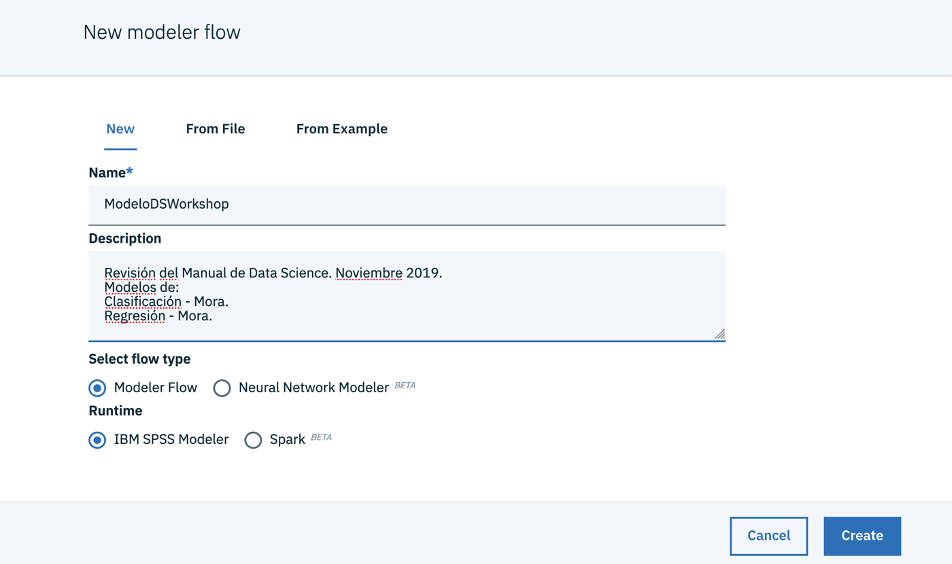 New modeler flow
New From File From Example
Name*
ModeloDSWorkshop
Description
Revisión del Manual de Data Science. Noviembre 2019.
Modelos de:
Clasificación - Mora.
Regresión - Mora.
Select flow type
Modeler Flow Neural Network Modeler BETA
Runtime
IBM SPSS Modeler Spark BETA
Cancel Create